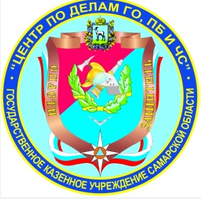 "ЦЕНТР ПО ДЕЛАМ ГО, ПБ И ЧС"
ГОСУДАРСТВЕННОЕ КАЗЕННОЕ УЧРЕЖДЕНИЕ САМАРСКОЙ ОБЛАСТИ